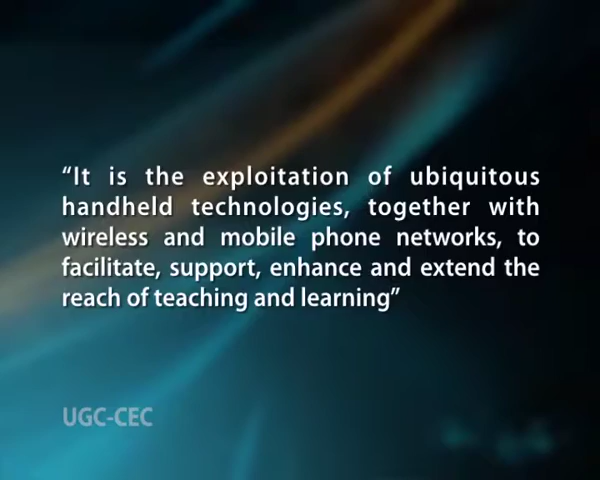 “It is the exploitation of ubiquitous
handheld technologies, together with
wireless and mobile phone networks, to
facilitate, support, enhance and extend the
reach of teaching and learning”
UGC-CEC